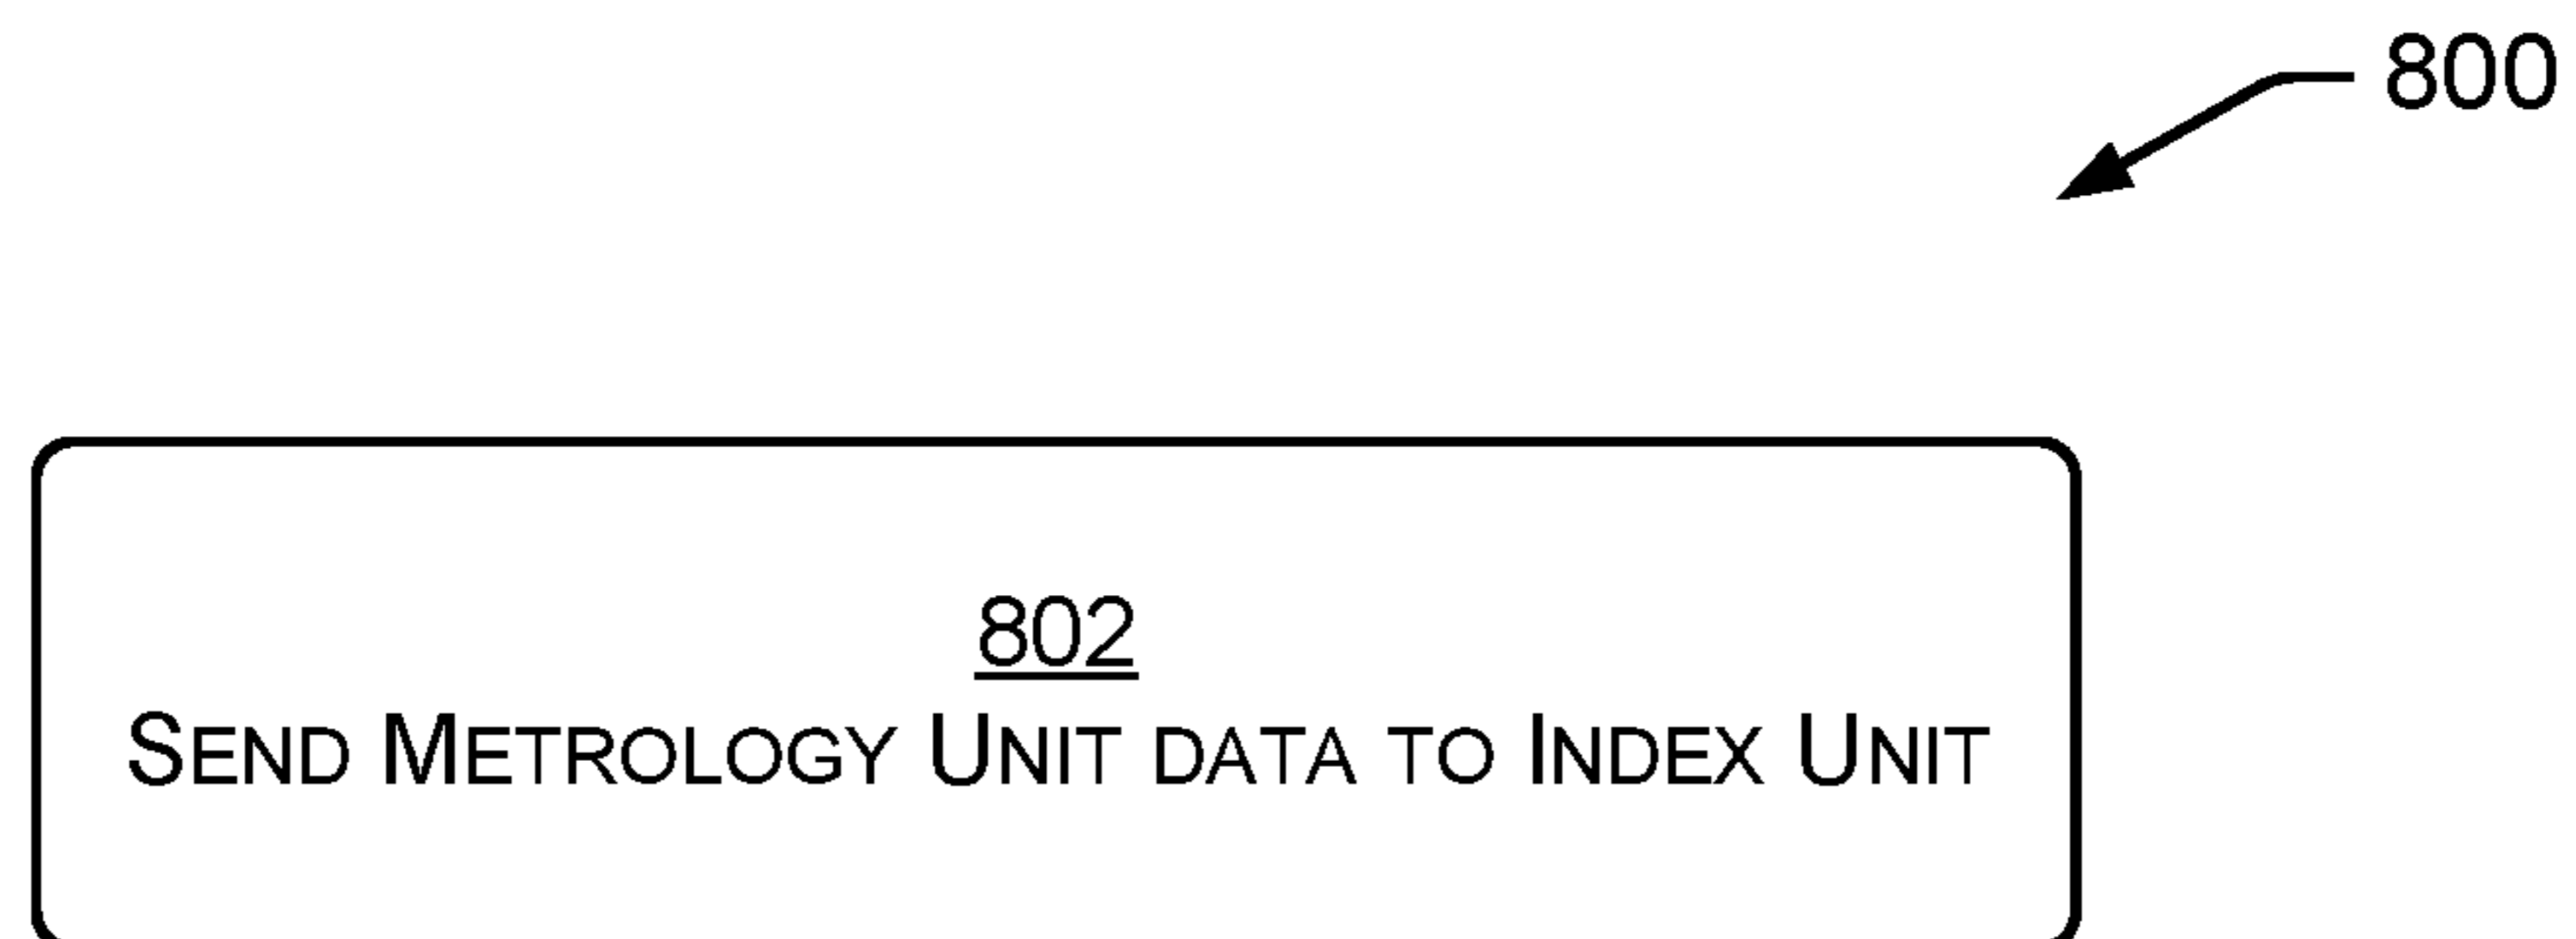 800
802
SEND METROLOGY UNIT DATA TO INDEX UNIT